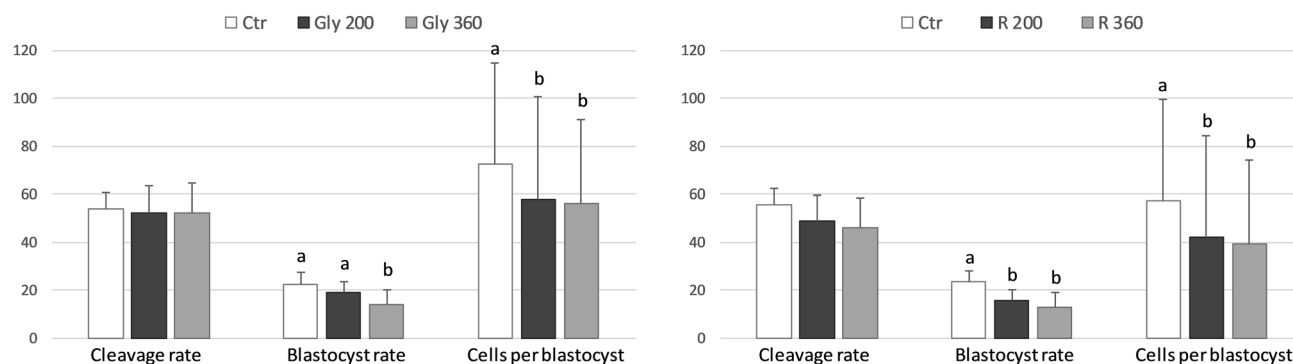 Ctr Gly 200 Gly 360
120
100
80
60
40
20
0
a a b a b b
Cleavage rate Blastocyst rate Cells per blastocyst
Ctr R 200 R 360
120
100
80
60
40
20
0
a b b a b b
Cleavage rate Blastocyst rate Cells per blastocyst